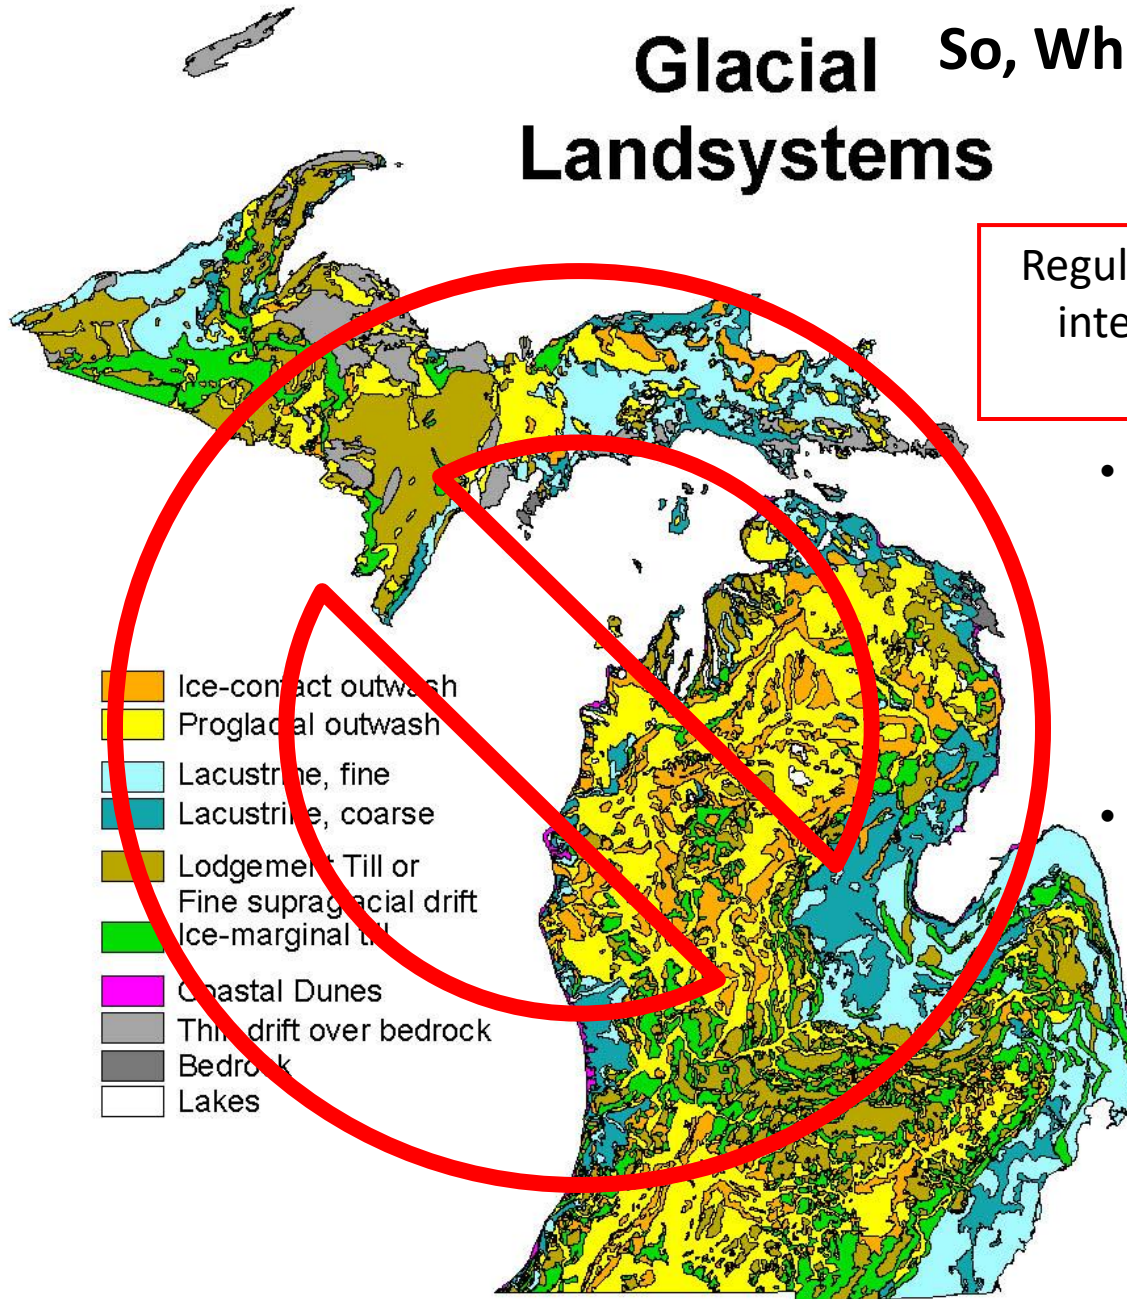 Glacial
Landsystems
So, Wh
Regul
inte
•
•
Ice-contact outwash
Proglacial outwash
Lacustrine, fine
Lacustrine, coarse
Lodgement Till or
Fine supraglacial drift
Ice-marginal till
Coastal Dunes
Thin drift over bedrock
Bedrock
Lakes